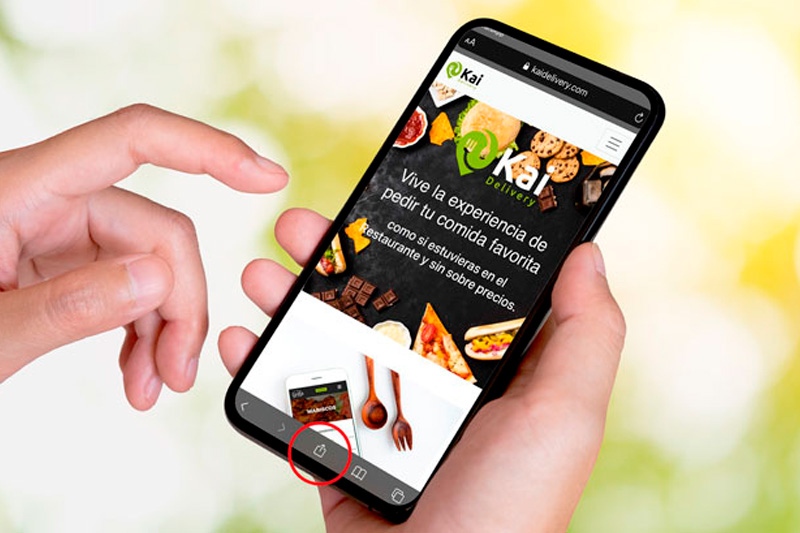 AA
kaidelivery.com
Kai
Kai
Delivery
Vive la experiencia de
pedir tu comida favorita
como si estuvieras en el
Restaurante y sin sobre precios.
MARISCOS